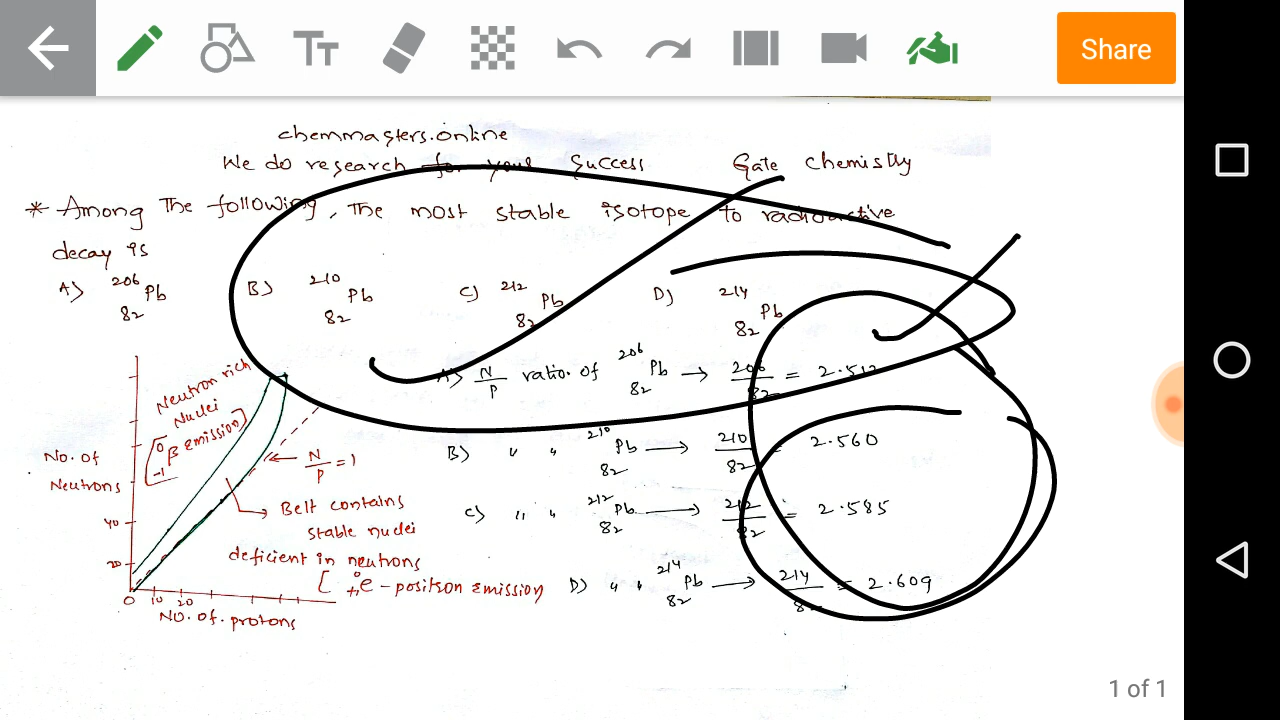 TT
Share
chemmasters.online
We do research for your Success Gate Chemistry
* Among The following, The most stable isotope to radioactive
decay is
A) 206 82 Pb B) 210 82 Pb C) 212 82 Pb D) 214 82 Pb
A) N/P ratio. of 206 82 Pb → 206/82 = 2.512
B) " " 210 82 Pb → 210/82 = 2.560
C) " " 212 82 Pb → 212/82 = 2.585
D) " " 214 82 Pb → 214/82 = 2.609
Neutron rich
Nuclei
[0 -1 β emission]
N/P = 1
No. of
Neutrons
Belt contains
stable nuclei
deficient in neutrons
[ 0 +1 e - positson emission
40
20
0 10 20
No. of. protons
1 of 1